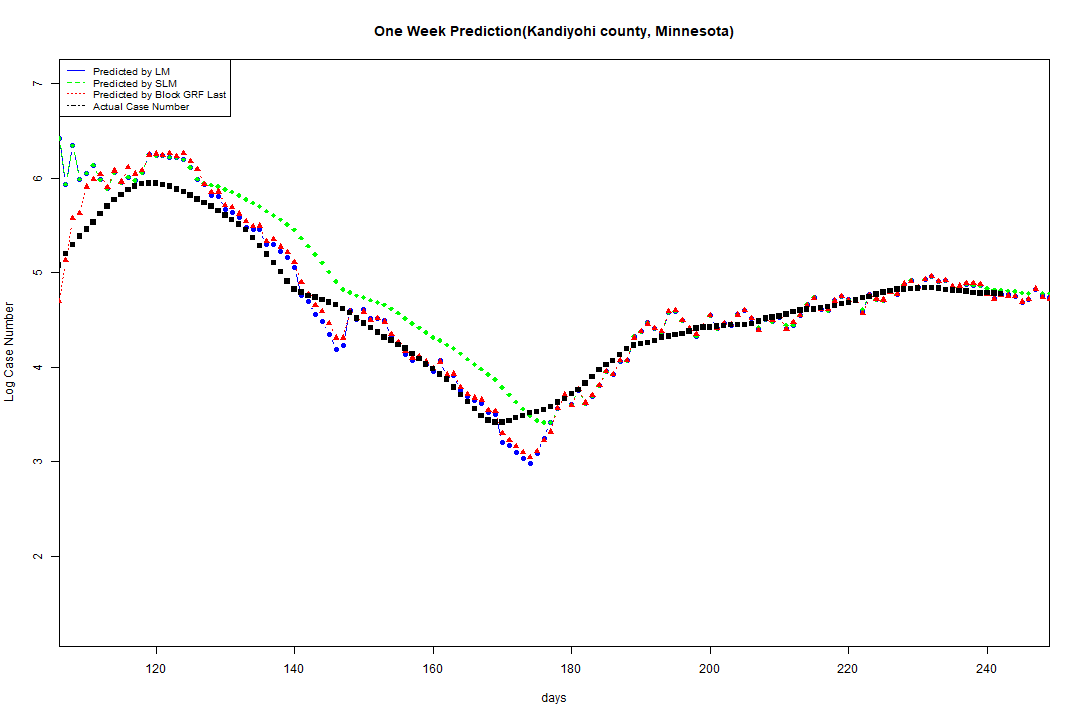 One Week Prediction(Kandiyohi county, Minnesota)
Predicted by LM
Predicted by SLM
Predicted by Block GRF Last
Actual Case Number
7
6
5
4
3
2
Log Case Number
120 140 160 180 200 220 240
days